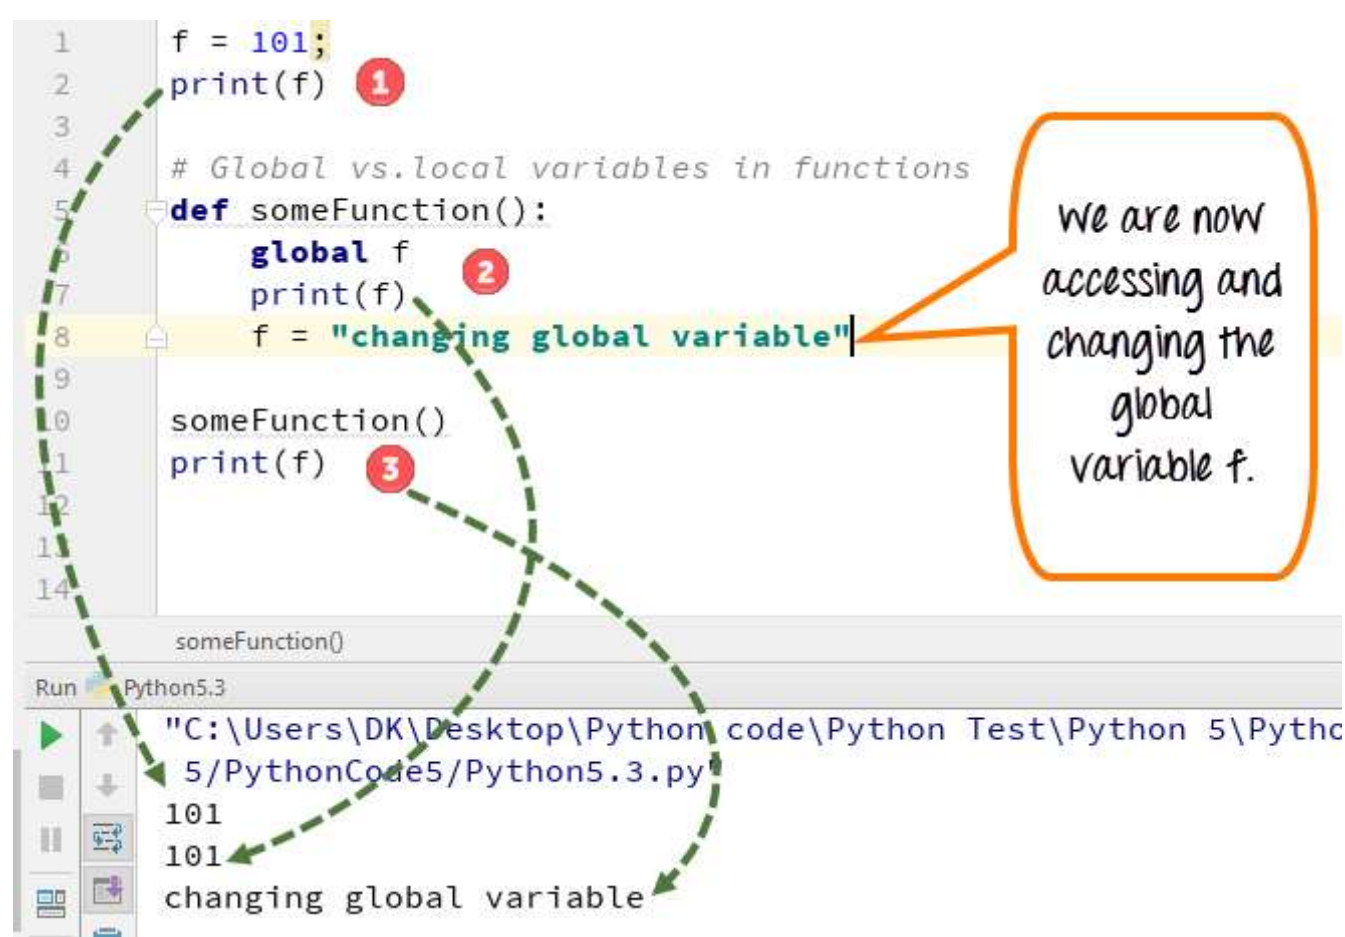 1 f = 101;
2 print(f) 1
3
4 # Global vs.local variables in functions
5 def someFunction():
6 global f
7 print(f) 2
8 f = "changing global variable"
9
10 someFunction()
11 print(f) 3
12
13
14
we are now
accessing and
changing the
global
variable f.
someFunction()
Run Python5.3
"C:\Users\DK\Desktop\Python code\Python Test\Python 5\Pytho
5/PythonCode5/Python5.3.py"
101
101
changing global variable